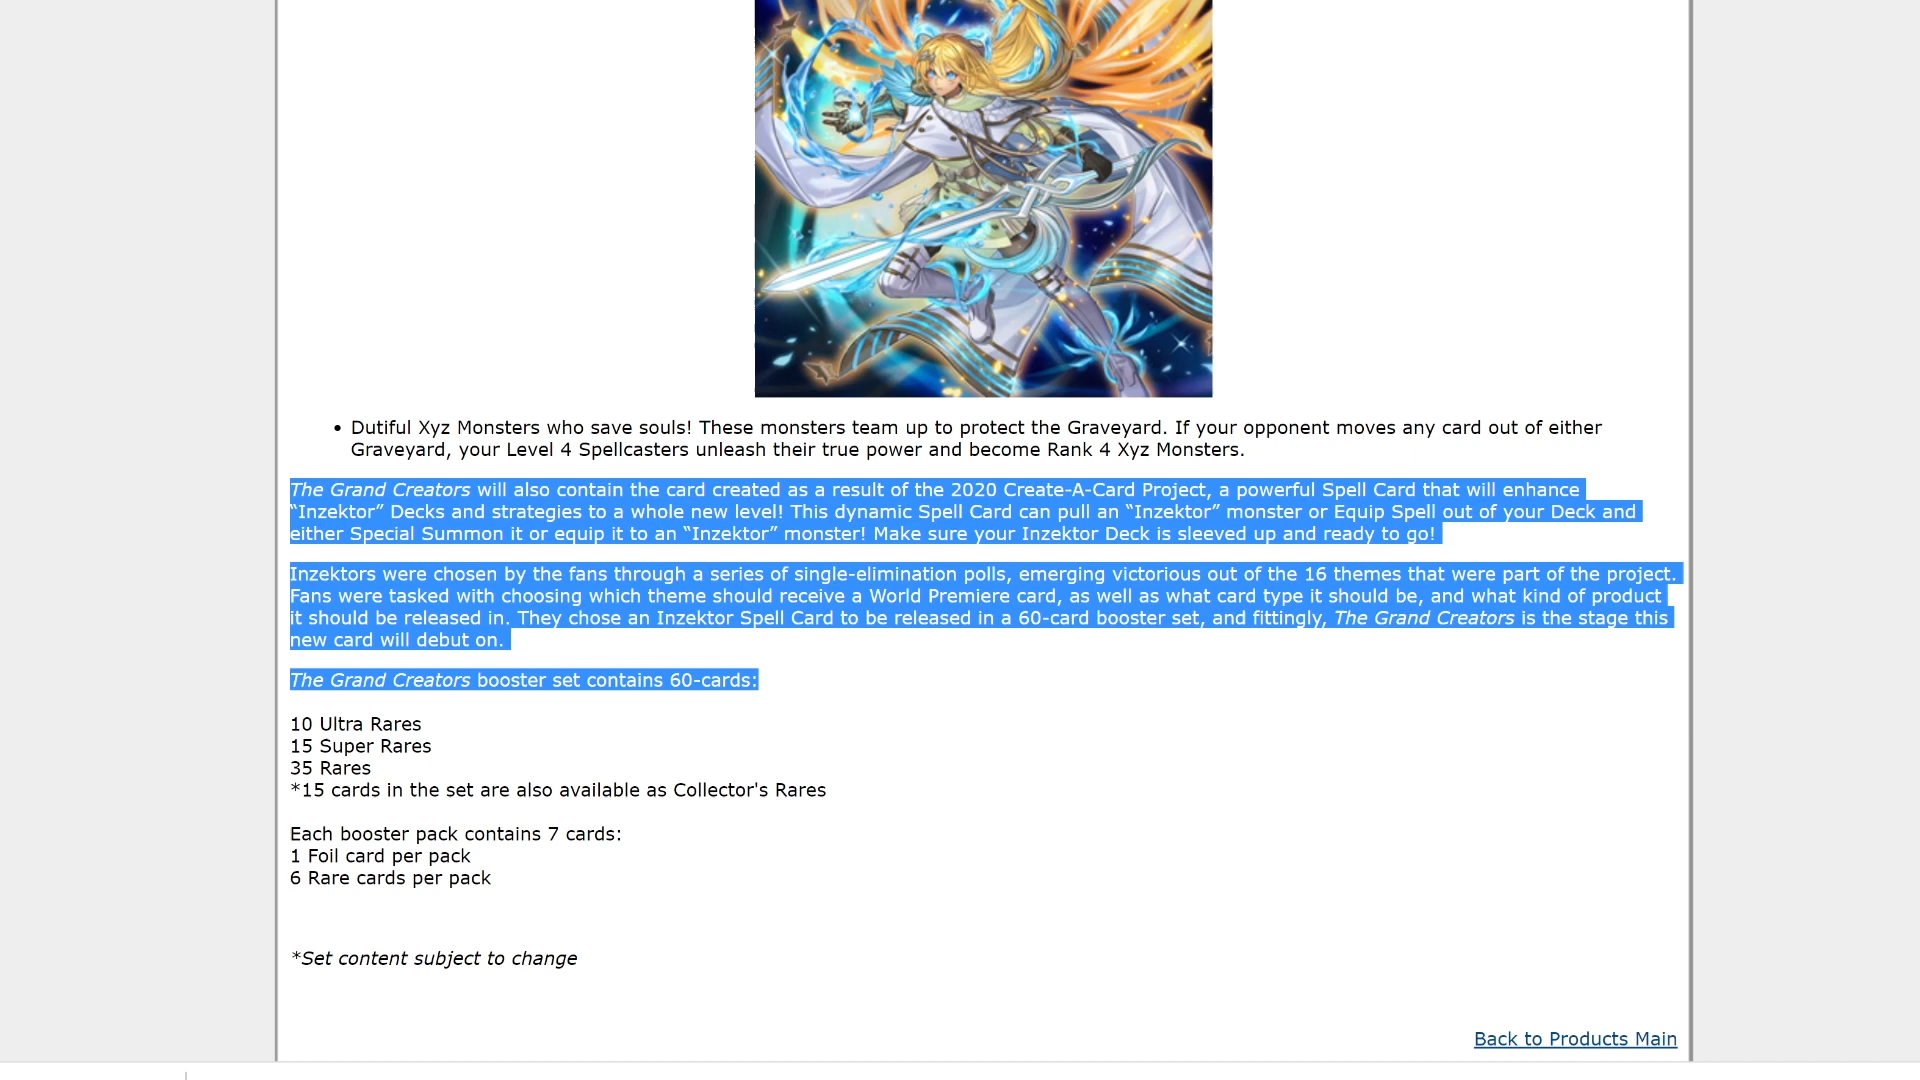 • Dutiful Xyz Monsters who save souls! These monsters team up to protect the Graveyard. If your opponent moves any card out of either
Graveyard, your Level 4 Spellcasters unleash their true power and become Rank 4 Xyz Monsters.
The Grand Creators will also contain the card created as a result of the 2020 Create-A-Card Project, a powerful Spell Card that will enhance
“Inzektor” Decks and strategies to a whole new level! This dynamic Spell Card can pull an “Inzektor” monster or Equip Spell out of your Deck and
either Special Summon it or equip it to an “Inzektor” monster! Make sure your Inzektor Deck is sleeved up and ready to go!
Inzektors were chosen by the fans through a series of single-elimination polls, emerging victorious out of the 16 themes that were part of the project.
Fans were tasked with choosing which theme should receive a World Premiere card, as well as what card type it should be, and what kind of product
it should be released in. They chose an Inzektor Spell Card to be released in a 60-card booster set, and fittingly, The Grand Creators is the stage this
new card will debut on.
The Grand Creators booster set contains 60-cards:
10 Ultra Rares
15 Super Rares
35 Rares
*15 cards in the set are also available as Collector's Rares
Each booster pack contains 7 cards:
1 Foil card per pack
6 Rare cards per pack
*Set content subject to change
Back to Products Main